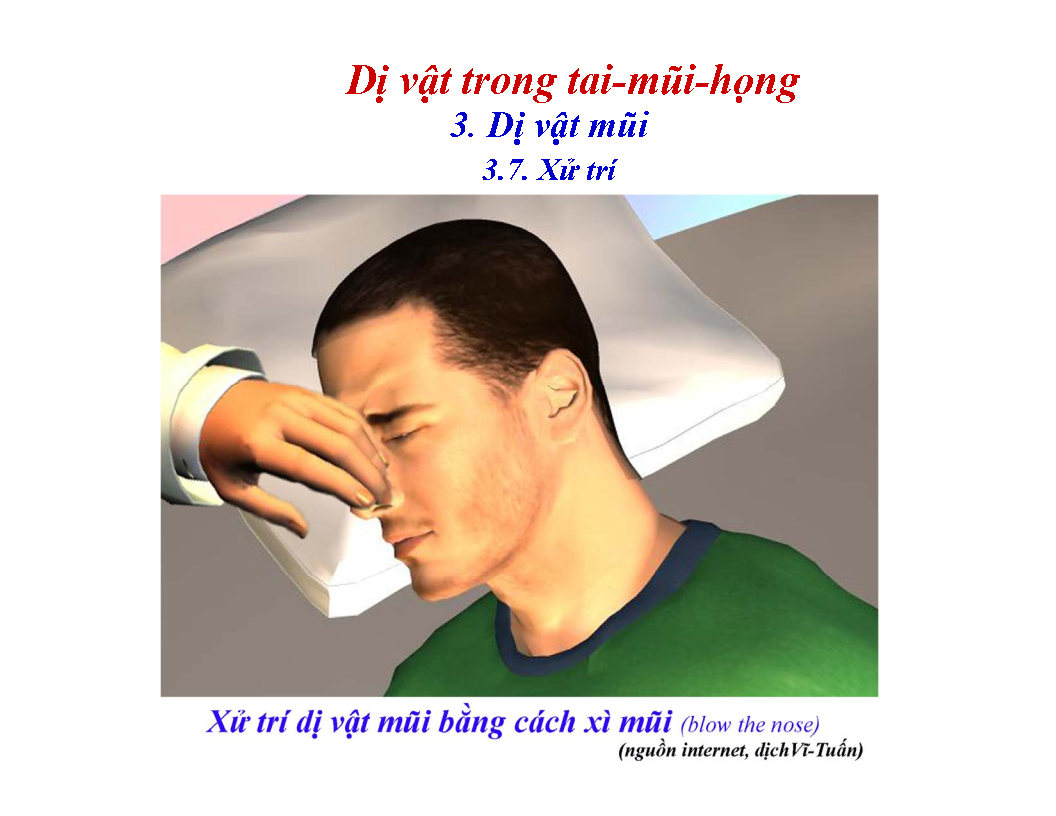 Dị vật trong tai-mũi-họng
3. Dị vật mũi
3.7. Xử trí
Xử trí dị vật mũi bằng cách xì mũi (blow the nose)
(nguồn internet, dịchVĩ-Tuấn)